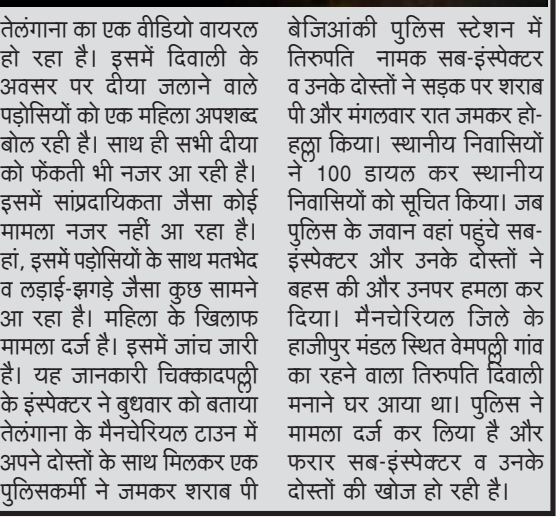 तेलंगाना का एक वीडियो वायरल
हो रहा है। इसमें दिवाली के
अवसर पर दीया जलाने वाले
पड़ोसियों को एक महिला अपशब्द
बोल रही है। साथ ही सभी दीया
को फेंकती भी नजर आ रही है।
इसमें सांप्रदायिकता जैसा कोई
मामला नजर नहीं आ रहा है।
हां, इसमें पड़ोसियों के साथ मतभेद
व लड़ाई-झगड़े जैसा कुछ सामने
आ रहा है। महिला के खिलाफ
मामला दर्ज है। इसमें जांच जारी
है। यह जानकारी चिक्कादपल्ली
के इंस्पेक्टर ने बुधवार को बताया
तेलंगाना के मैनचेरियल टाउन में
अपने दोस्तों के साथ मिलकर एक
पुलिसकर्मी ने जमकर शराब पी
बेजिआंकी पुलिस स्टेशन में
तिरुपति नामक सब-इंस्पेक्टर
व उनके दोस्तों ने सड़क पर शराब
पी और मंगलवार रात जमकर हो-
हल्ला किया। स्थानीय निवासियों
ने 100 डायल कर स्थानीय
निवासियों को सूचित किया। जब
पुलिस के जवान वहां पहुंचे सब-
इंस्पेक्टर और उनके दोस्तों ने
बहस की और उनपर हमला कर
दिया। मैनचेरियल जिले के
हाजीपुर मंडल स्थित वेमपल्ली गांव
का रहने वाला तिरुपति दिवाली
मनाने घर आया था। पुलिस ने
मामला दर्ज कर लिया है और
फरार सब-इंस्पेक्टर व उनके
दोस्तों की खोज हो रही है।